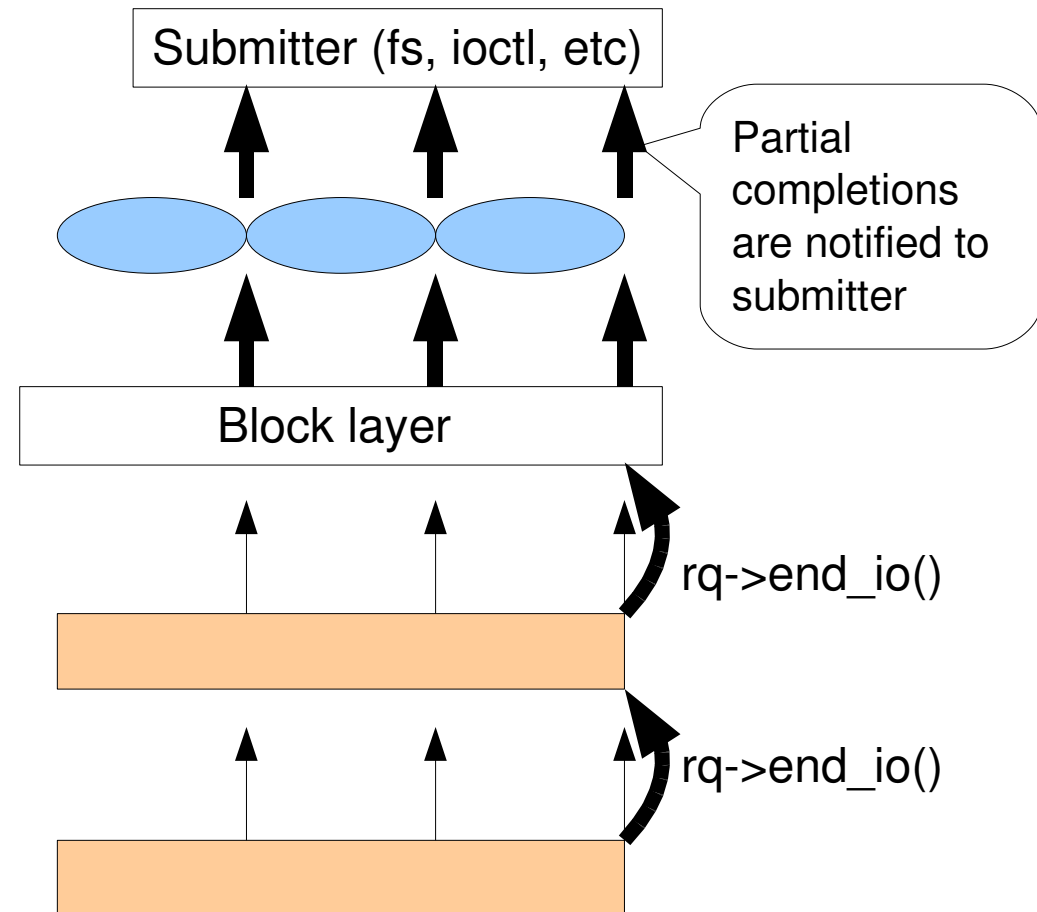 Submitter (fs, ioctl, etc)
Partial
completions
are notified to
submitter
Block layer
rq->end_io()
rq->end_io()